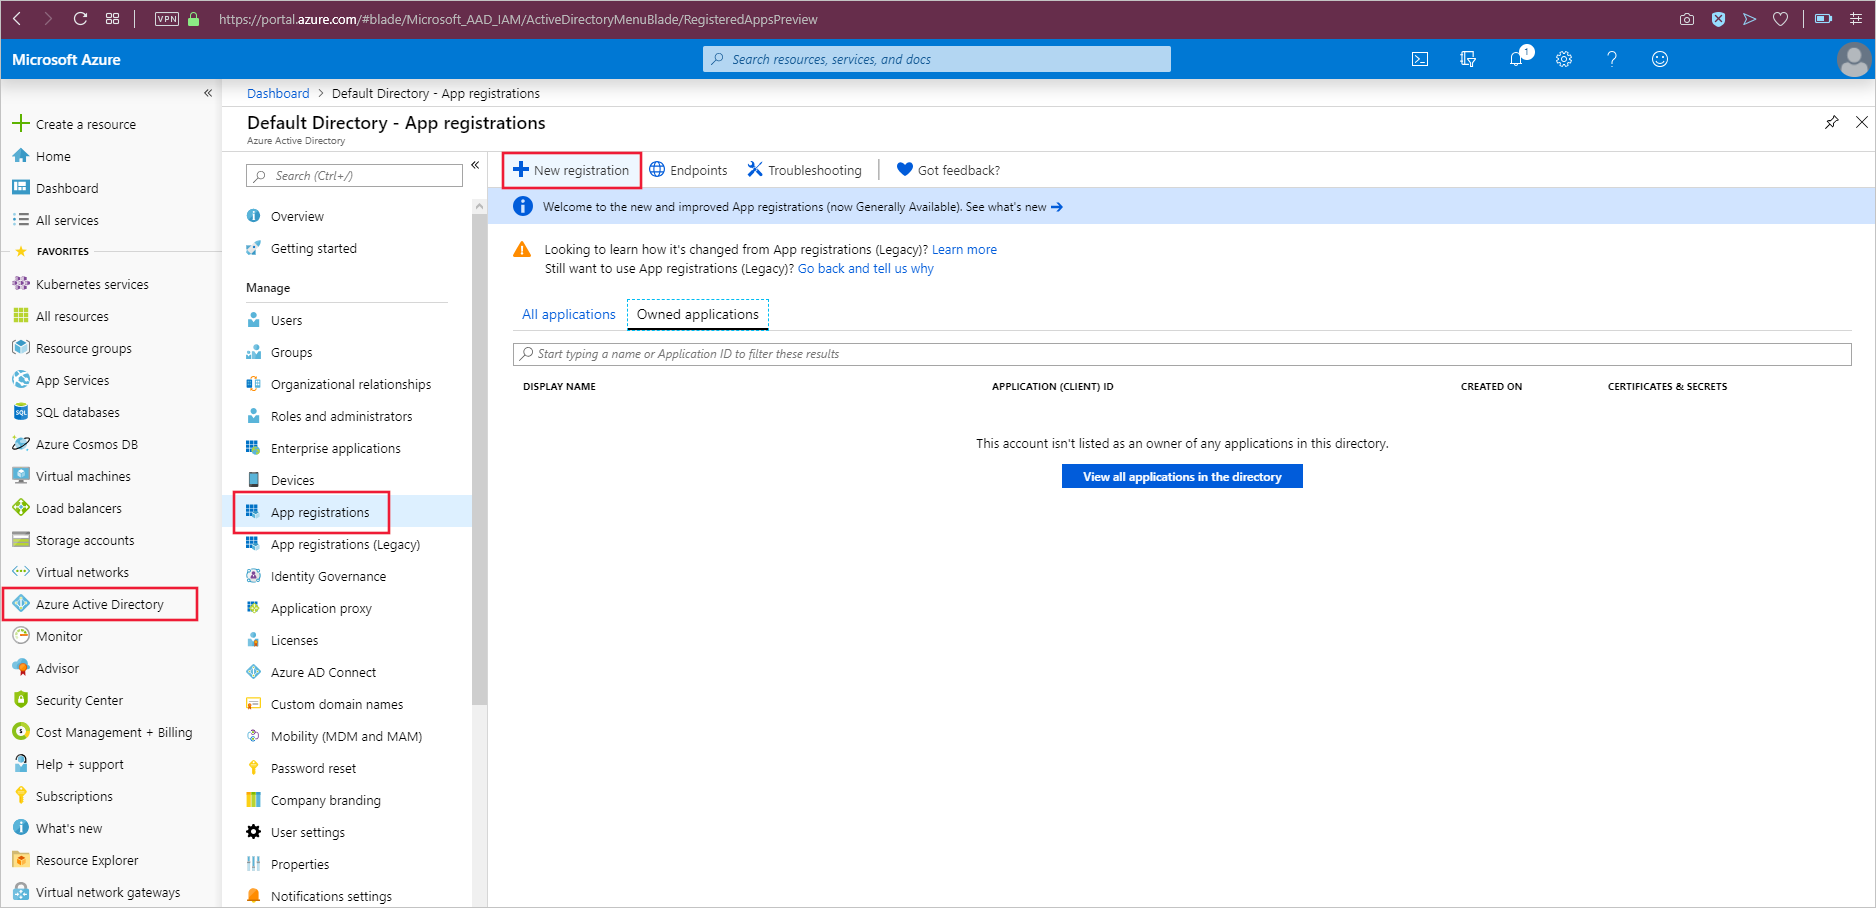 VPN
https://portal.azure.com/#blade/Microsoft_AAD_IAM/ActiveDirectoryMenuBlade/RegisteredAppsPreview
Microsoft Azure
Search resources, services, and docs
1
«
Create a resource
Home
Dashboard
All services
FAVORITES
Kubernetes services
All resources
Resource groups
App Services
SQL
SQL databases
Azure Cosmos DB
Virtual machines
Load balancers
Storage accounts
Virtual networks
Azure Active Directory
Monitor
Advisor
Security Center
Cost Management + Billing
Help + support
Subscriptions
What's new
Resource Explorer
Virtual network gateways
Dashboard > Default Directory - App registrations
Default Directory - App registrations
Azure Active Directory
Search (Ctrl+/)
«
Overview
Getting started
Manage
Users
Groups
Organizational relationships
Roles and administrators
Enterprise applications
Devices
App registrations
App registrations (Legacy)
Identity Governance
Application proxy
Licenses
Azure AD Connect
Custom domain names
Mobility (MDM and MAM)
Password reset
Company branding
User settings
Properties
Notifications settings
New registration Endpoints Troubleshooting Got feedback?
Welcome to the new and improved App registrations (now Generally Available). See what's new →
Looking to learn how it's changed from App registrations (Legacy)? Learn more
Still want to use App registrations (Legacy)? Go back and tell us why
All applications Owned applications
Start typing a name or Application ID to filter these results
DISPLAY NAME APPLICATION (CLIENT) ID CREATED ON CERTIFICATES & SECRETS
This account isn't listed as an owner of any applications in this directory.
View all applications in the directory